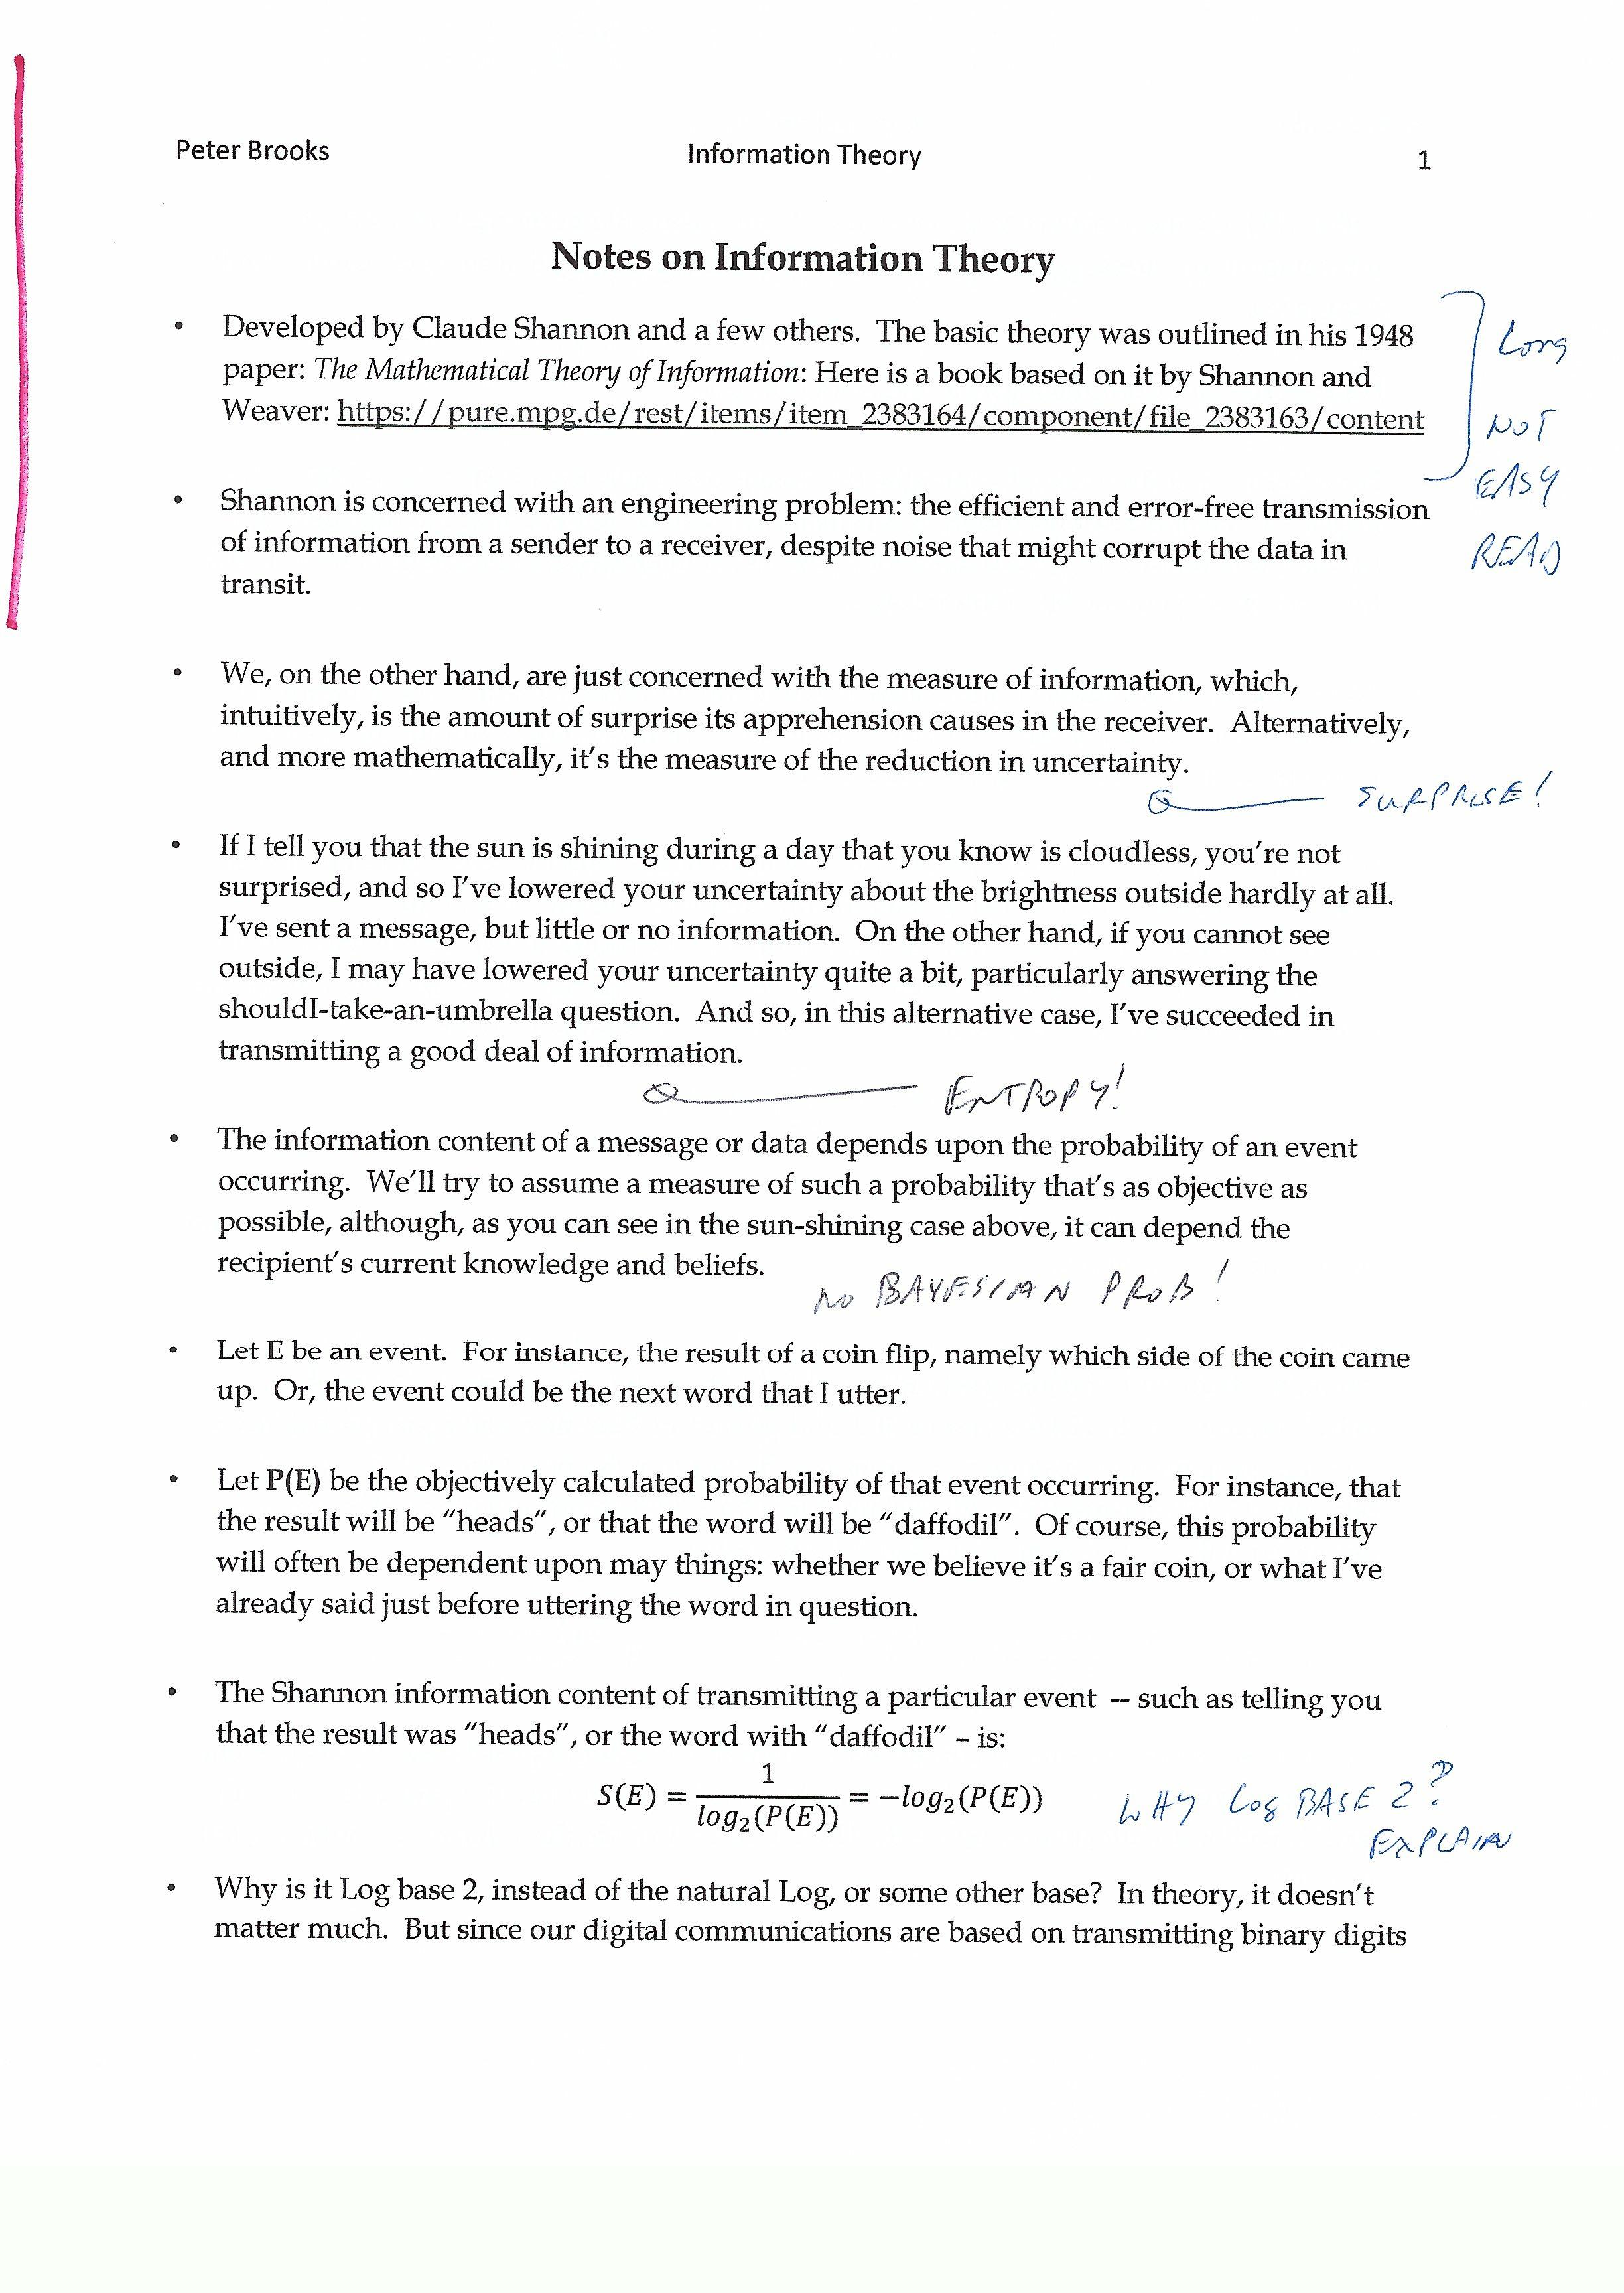 Peter Brooks Information Theory 1
Notes on Information Theory
• Developed by Claude Shannon and a few others. The basic theory was outlined in his 1948
paper: The Mathematical Theory of Information: Here is a book based on it by Shannon and
Weaver: https://pure.mpg.de/rest/items/item_2383164/component/file_2383163/content
Long
NOT
EASY
READ
• Shannon is concerned with an engineering problem: the efficient and error-free transmission
of information from a sender to a receiver, despite noise that might corrupt the data in
transit.
• We, on the other hand, are just concerned with the measure of information, which,
intuitively, is the amount of surprise its apprehension causes in the receiver. Alternatively,
and more mathematically, it's the measure of the reduction in uncertainty.
SURPRISE!
• If I tell you that the sun is shining during a day that you know is cloudless, you're not
surprised, and so I've lowered your uncertainty about the brightness outside hardly at all.
I've sent a message, but little or no information. On the other hand, if you cannot see
outside, I may have lowered your uncertainty quite a bit, particularly answering the
shouldI-take-an-umbrella question. And so, in this alternative case, I've succeeded in
transmitting a good deal of information.
ENTROPY!
• The information content of a message or data depends upon the probability of an event
occurring. We'll try to assume a measure of such a probability that's as objective as
possible, although, as you can see in the sun-shining case above, it can depend the
recipient's current knowledge and beliefs.
NO BAYESIAN PROB!
• Let E be an event. For instance, the result of a coin flip, namely which side of the coin came
up. Or, the event could be the next word that I utter.
• Let P(E) be the objectively calculated probability of that event occurring. For instance, that
the result will be "heads", or that the word will be "daffodil". Of course, this probability
will often be dependent upon may things: whether we believe it's a fair coin, or what I've
already said just before uttering the word in question.
• The Shannon information content of transmitting a particular event -- such as telling you
that the result was "heads", or the word with "daffodil" – is:
S(E) = 1 / log₂(P(E)) = −log₂(P(E))
WHY Log BASE 2?
EXPLAIN
• Why is it Log base 2, instead of the natural Log, or some other base? In theory, it doesn't
matter much. But since our digital communications are based on transmitting binary digits